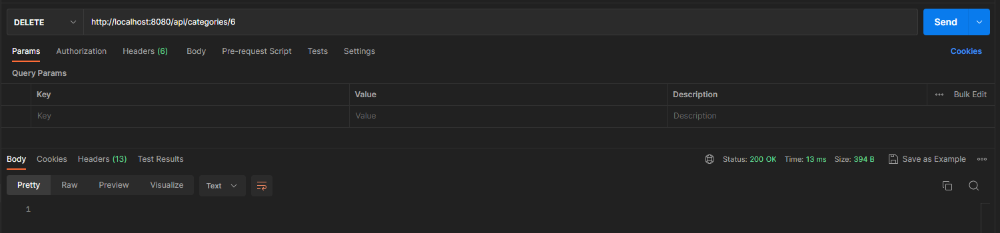 DELETE http://localhost:8080/api/categories/6 Send
Params Authorization Headers (6) Body Pre-request Script Tests Settings Cookies
Query Params
Key Value Description Bulk Edit
Key Value Description
Body Cookies Headers (13) Test Results Status: 200 OK Time: 13 ms Size: 394 B Save as Example
Pretty Raw Preview Visualize Text
1